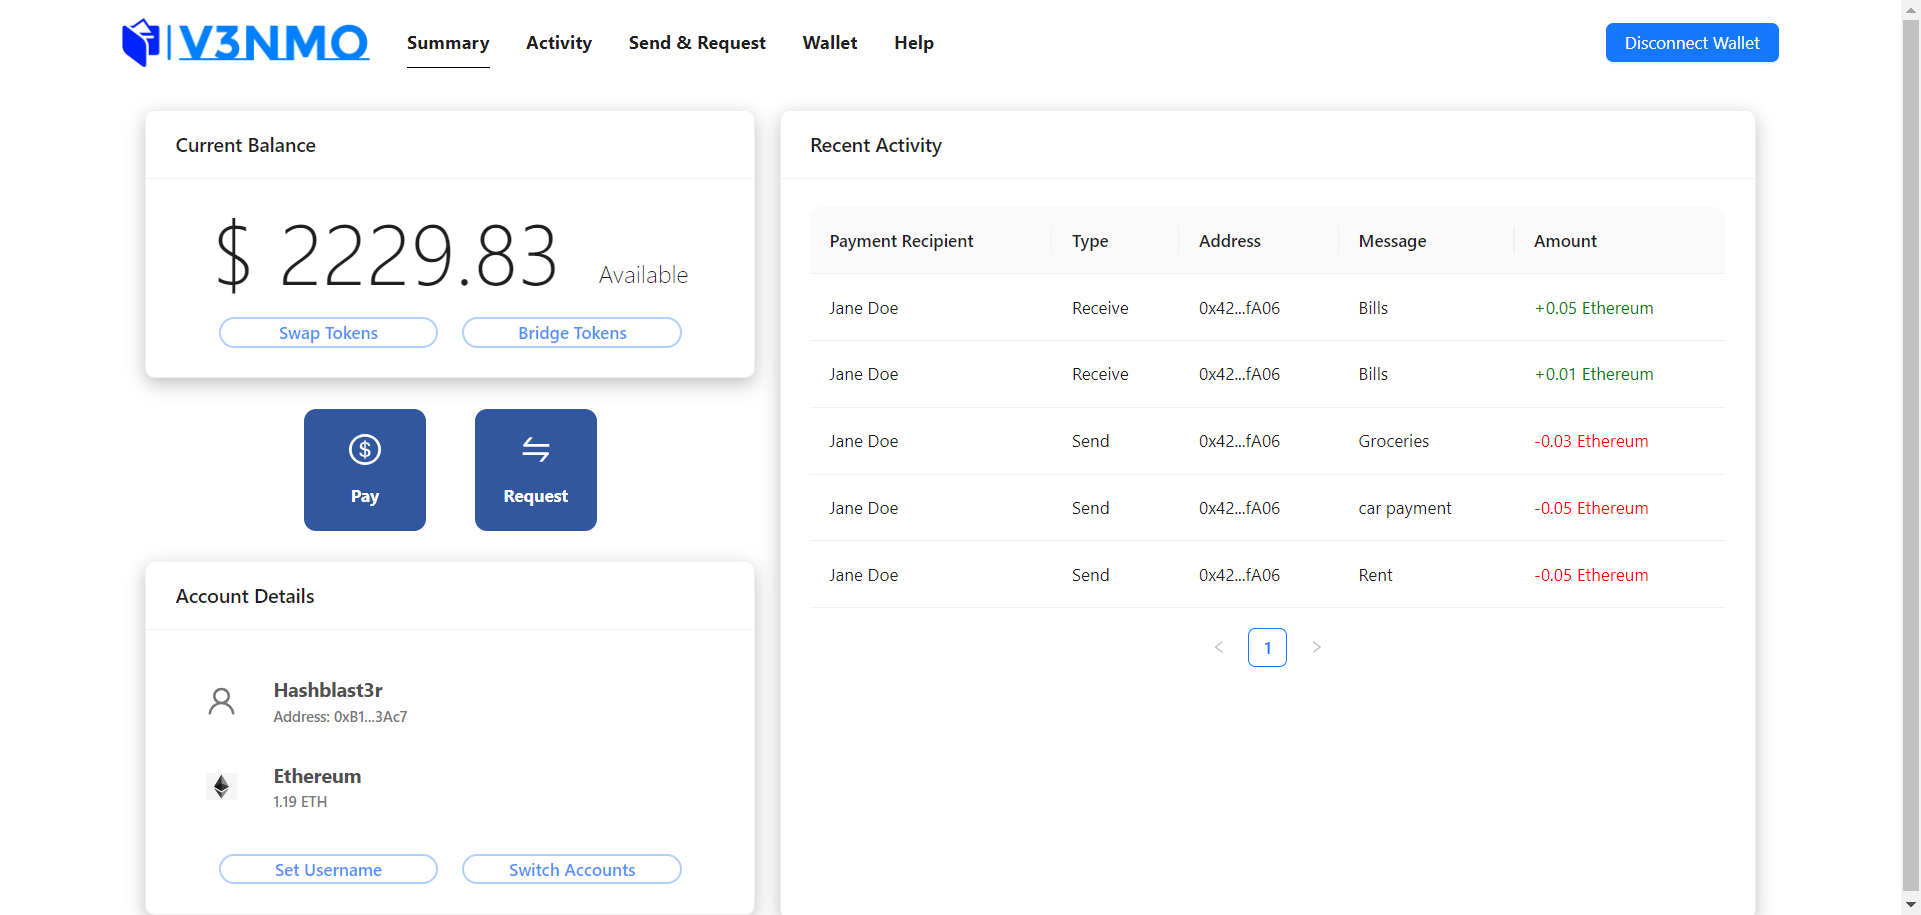 V3NMO
Summary Activity Send & Request Wallet Help
Disconnect Wallet
Current Balance
$ 2229.83 Available
Swap Tokens Bridge Tokens
$ Pay
Request
Account Details
Hashblast3r
Address: 0xB1...3Ac7
Ethereum
1.19 ETH
Set Username Switch Accounts
Recent Activity
Payment Recipient Type Address Message Amount
Jane Doe Receive 0x42...fA06 Bills +0.05 Ethereum
Jane Doe Receive 0x42...fA06 Bills +0.01 Ethereum
Jane Doe Send 0x42...fA06 Groceries -0.03 Ethereum
Jane Doe Send 0x42...fA06 car payment -0.05 Ethereum
Jane Doe Send 0x42...fA06 Rent -0.05 Ethereum
< 1 >